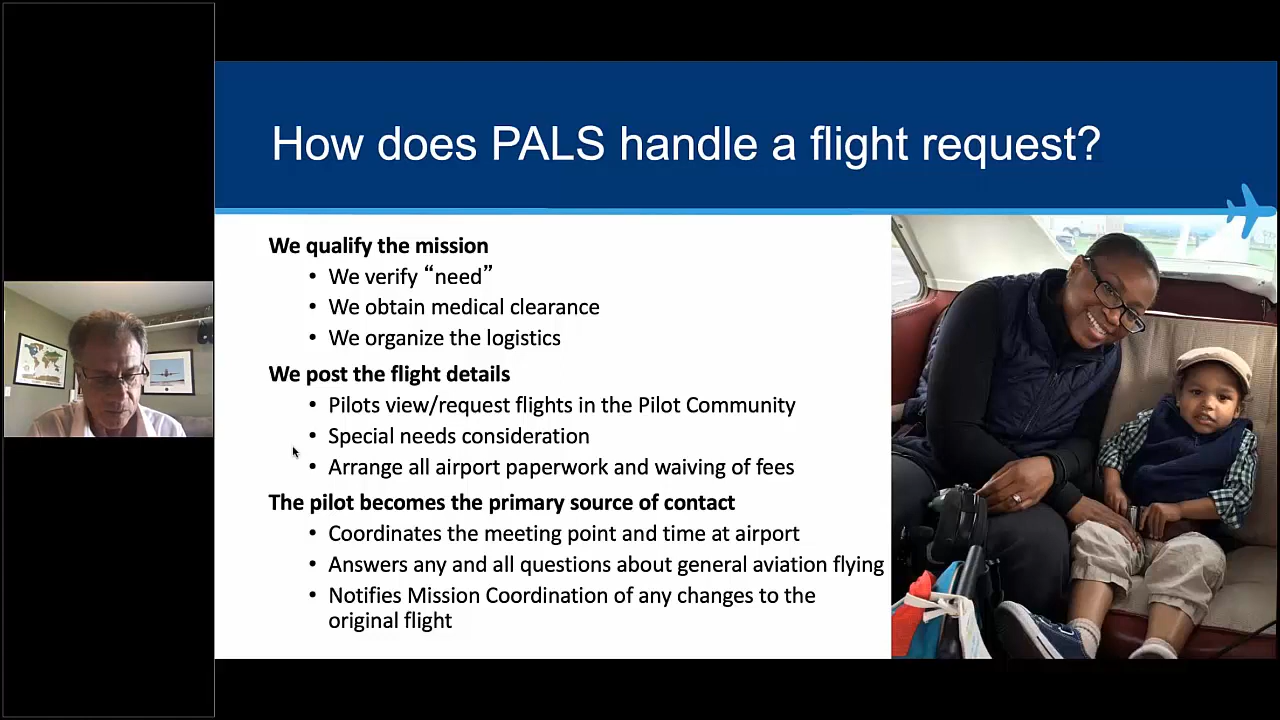 How does PALS handle a flight request?
We qualify the mission
• We verify “need”
• We obtain medical clearance
• We organize the logistics
We post the flight details
• Pilots view/request flights in the Pilot Community
• Special needs consideration
• Arrange all airport paperwork and waiving of fees
The pilot becomes the primary source of contact
• Coordinates the meeting point and time at airport
• Answers any and all questions about general aviation flying
• Notifies Mission Coordination of any changes to the
original flight